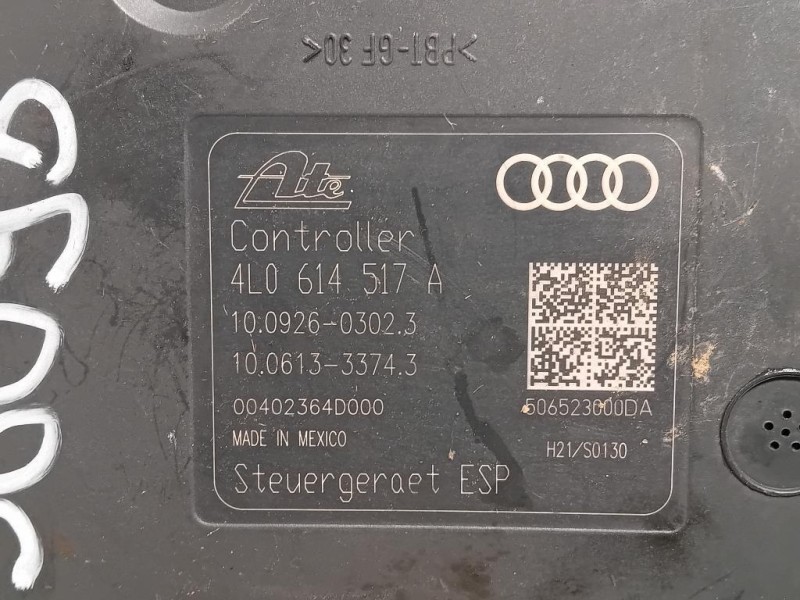 >PBT-GF 30<
Ate
Controller
4L0 614 517 A
10.0926-0302.3
10.0613-3374.3
00402364D000
506523000DA
MADE IN MEXICO
H21/S0130
Steuergeraet ESP